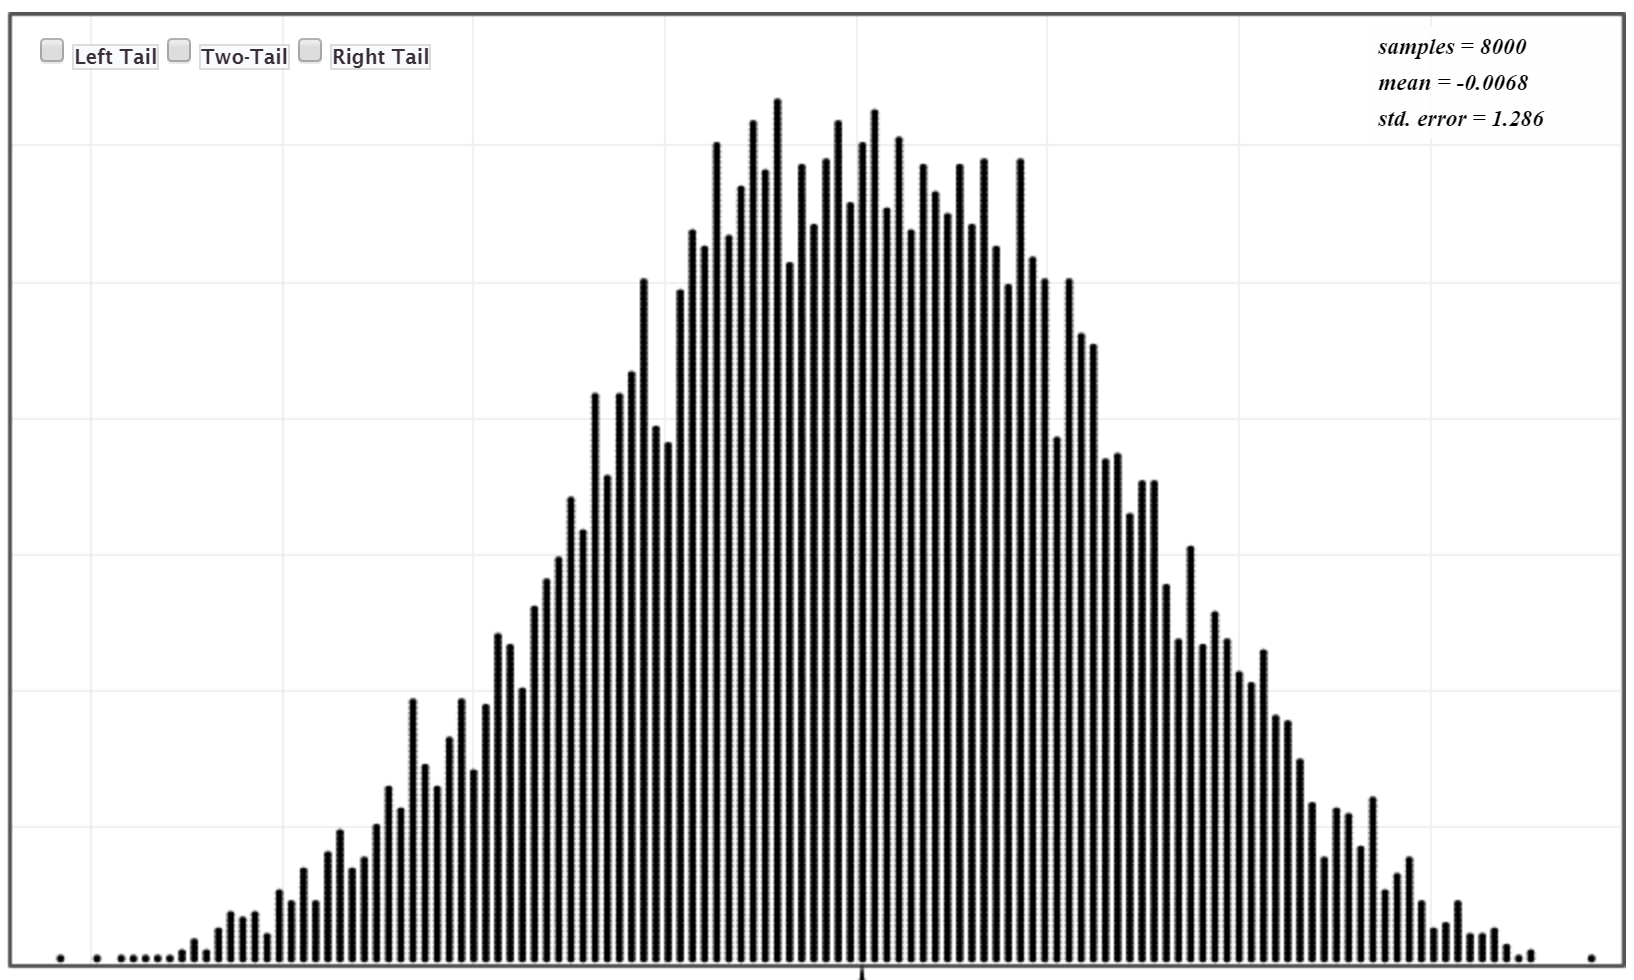 Left Tail Two-Tail Right Tail
samples = 8000
mean = -0.0068
std. error = 1.286